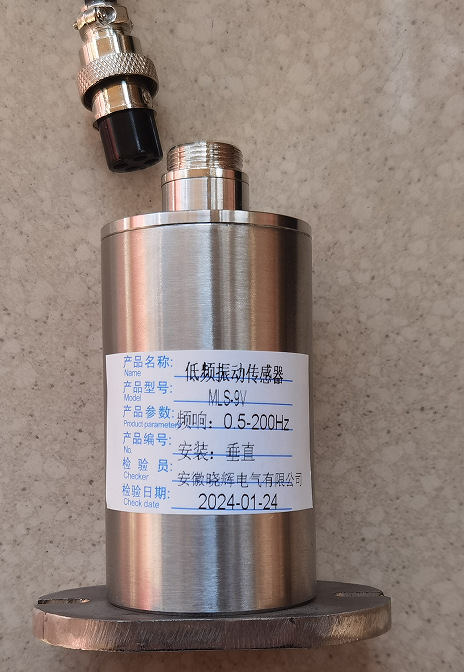 产品名称: 低频振动传感器
Name
产品型号: MLS-9V
Model
产品参数: 频响: 0.5-200Hz
Product parameter
产品编号: 安装: 垂直
No.
检 验 员: 安徽晓辉电气有限公司
Checker
检验日期: 2024-01-24
Check date